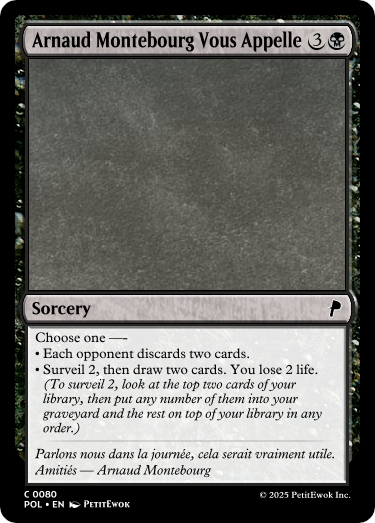 Arnaud Montebourg Vous Appelle 3
Sorcery
Choose one —
• Each opponent discards two cards.
• Surveil 2, then draw two cards. You lose 2 life.
(To surveil 2, look at the top two cards of your
library, then put any number of them into your
graveyard and the rest on top of your library in any
order.)
Parlons nous dans la journée, cela serait vraiment utile.
Amitiés — Arnaud Montebourg
C 0080
POL • EN PetitEwok
© 2025 PetitEwok Inc.